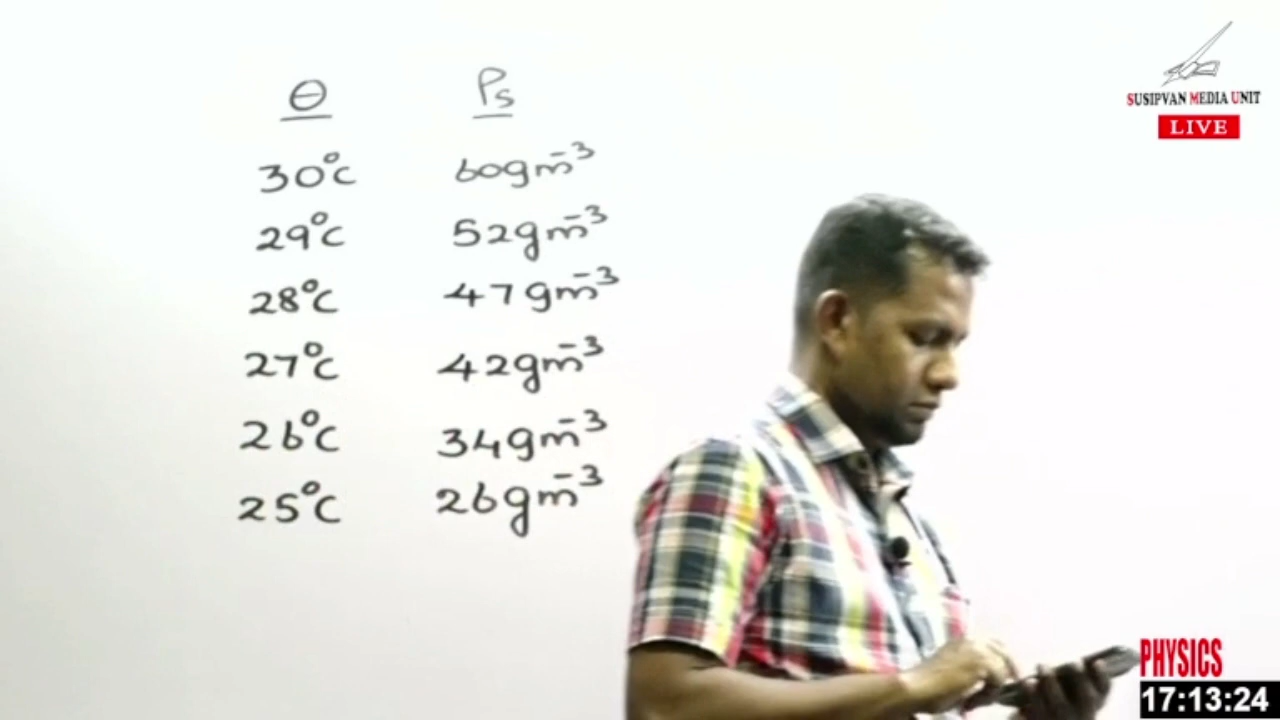 θ Ps
30°C 60gm⁻³
29°C 52gm⁻³
28°C 47gm⁻³
27°C 42gm⁻³
26°C 34gm⁻³
25°C 26gm⁻³
SUSIPVAN MEDIA UNIT
LIVE
PHYSICS
17:13:24